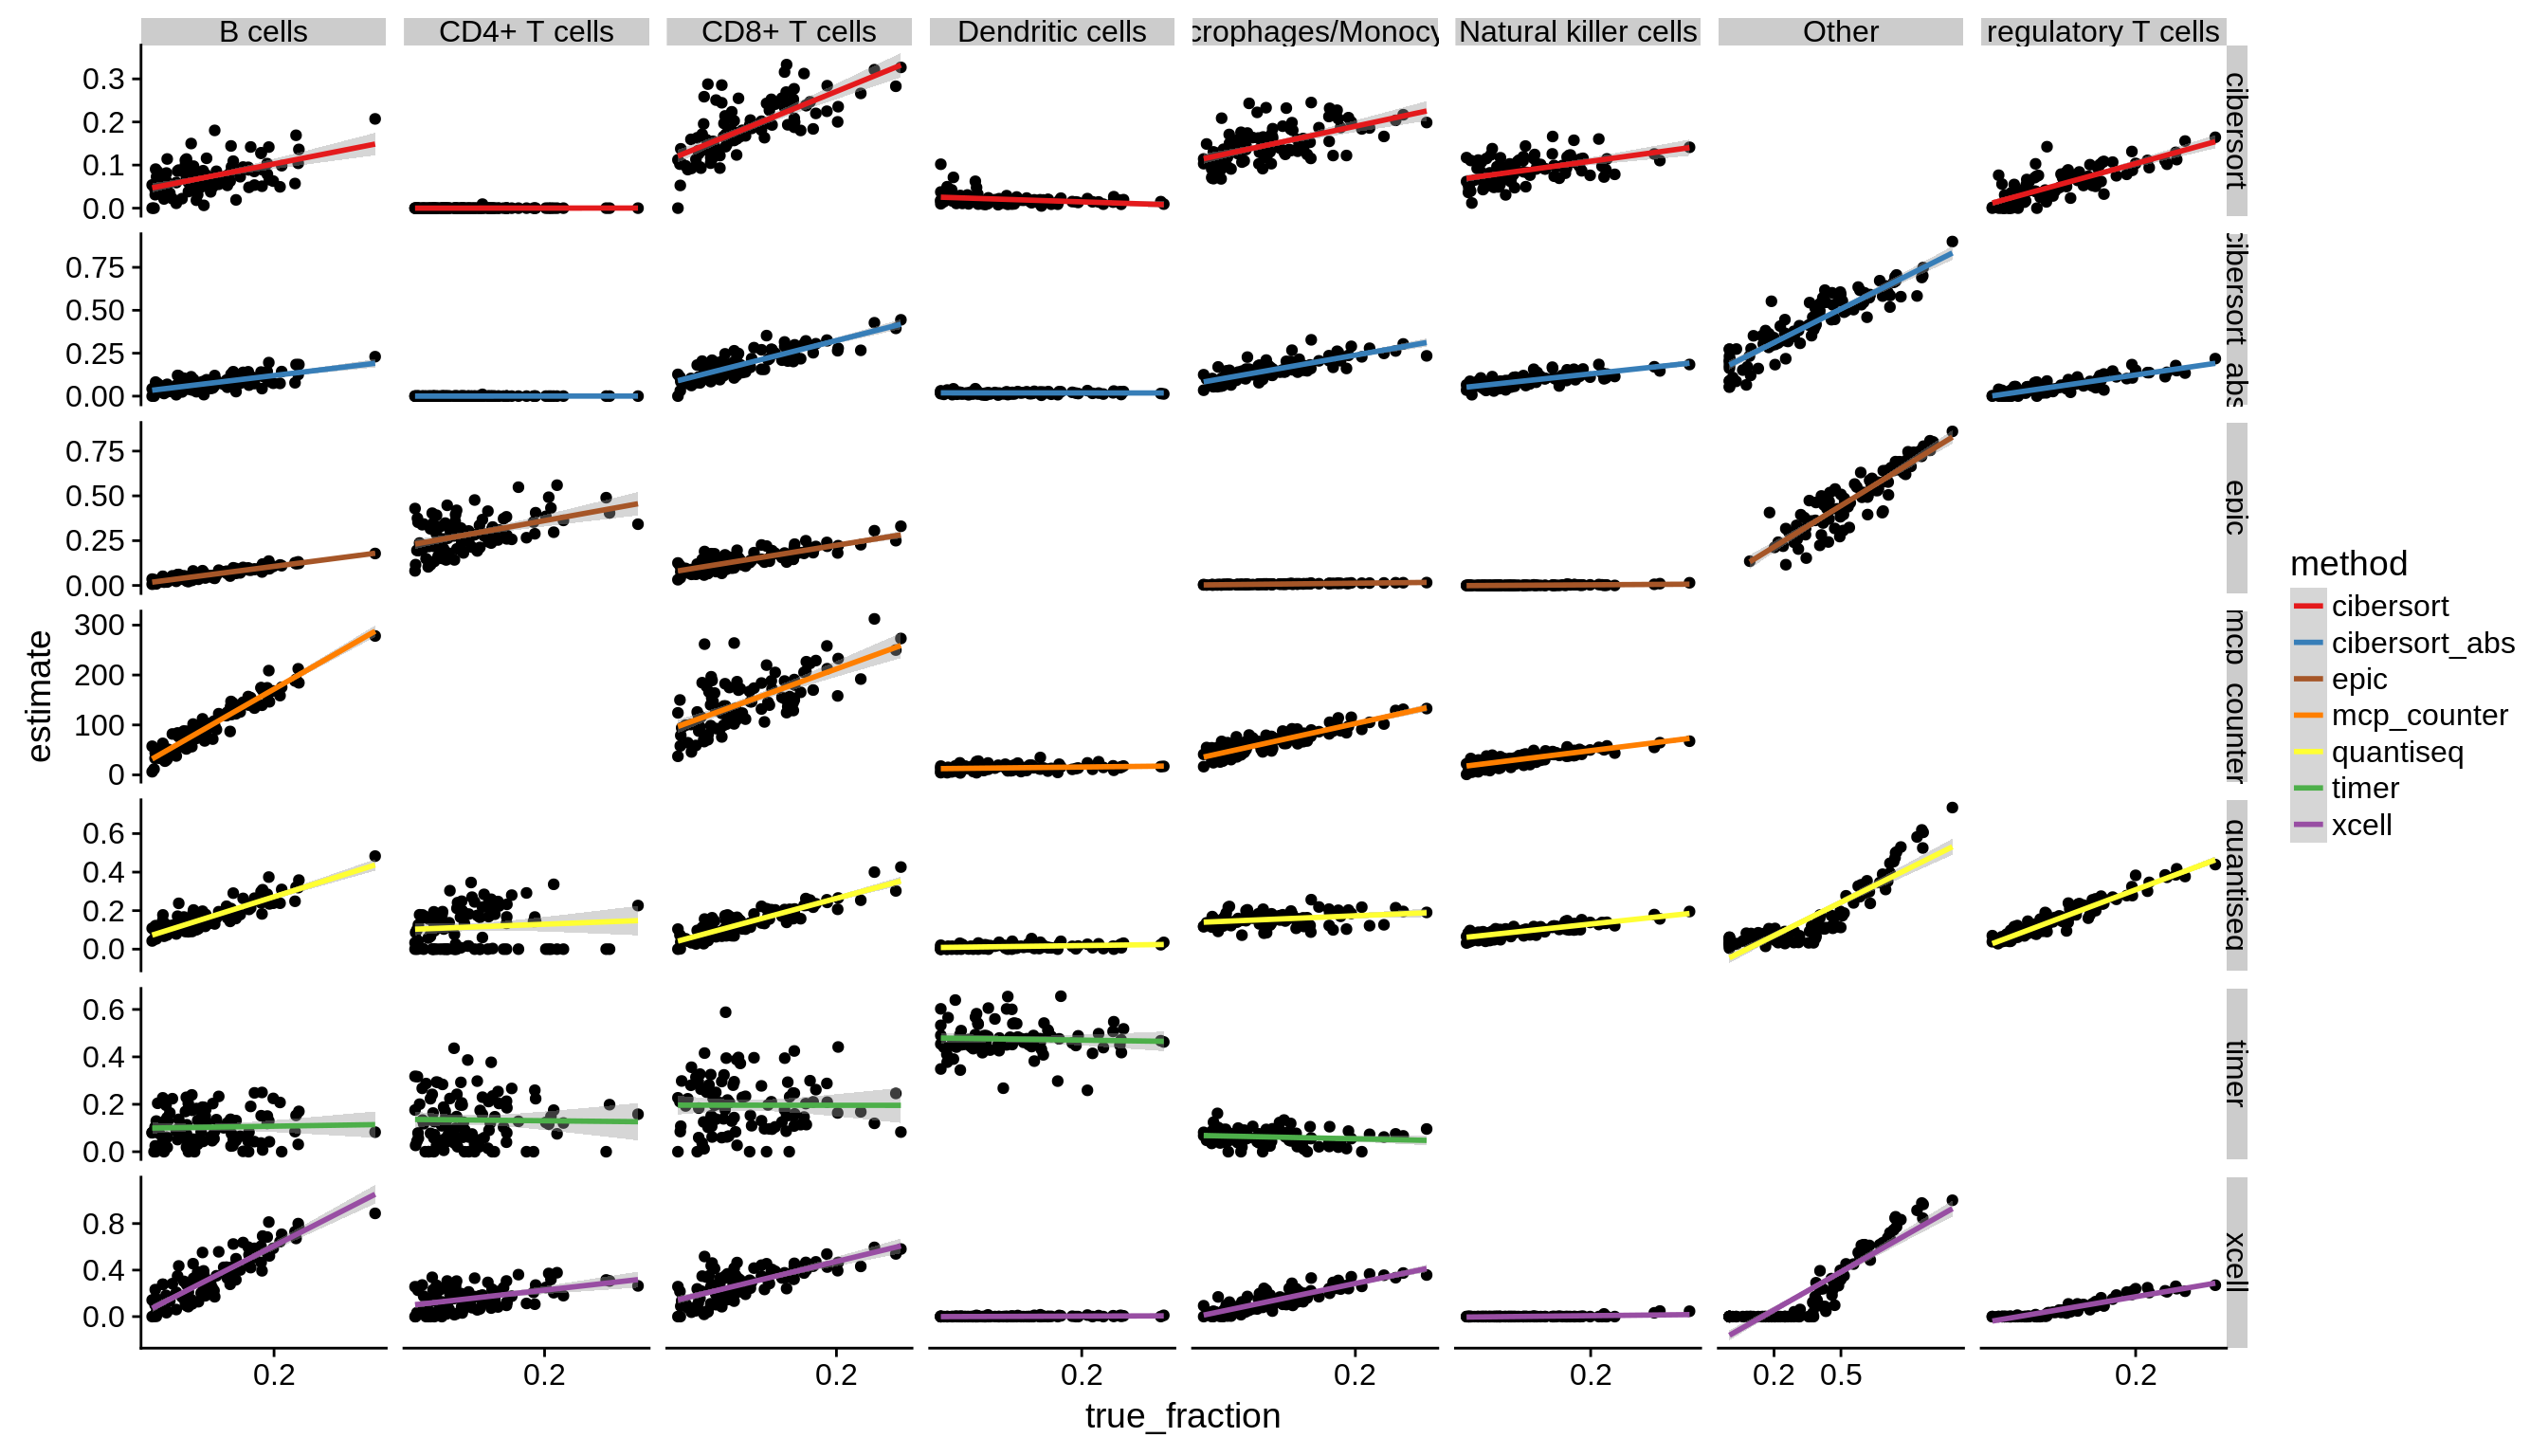 B cells
CD4+ T cells
CD8+ T cells
Dendritic cells
crophages/Monocy
Natural killer cells
Other
regulatory T cells
0.3
0.2
0.1
0.0
cibersort
0.75
0.50
0.25
0.00
cibersort_abs
0.75
0.50
0.25
0.00
epic
300
200
100
0
mcp_counter
0.6
0.4
0.2
0.0
quantiseq
0.6
0.4
0.2
0.0
timer
0.8
0.4
0.0
xcell
0.2
0.2
0.2
0.2
0.2
0.2
0.2 0.5
0.2
estimate
true_fraction
method
cibersort
cibersort_abs
epic
mcp_counter
quantiseq
timer
xcell